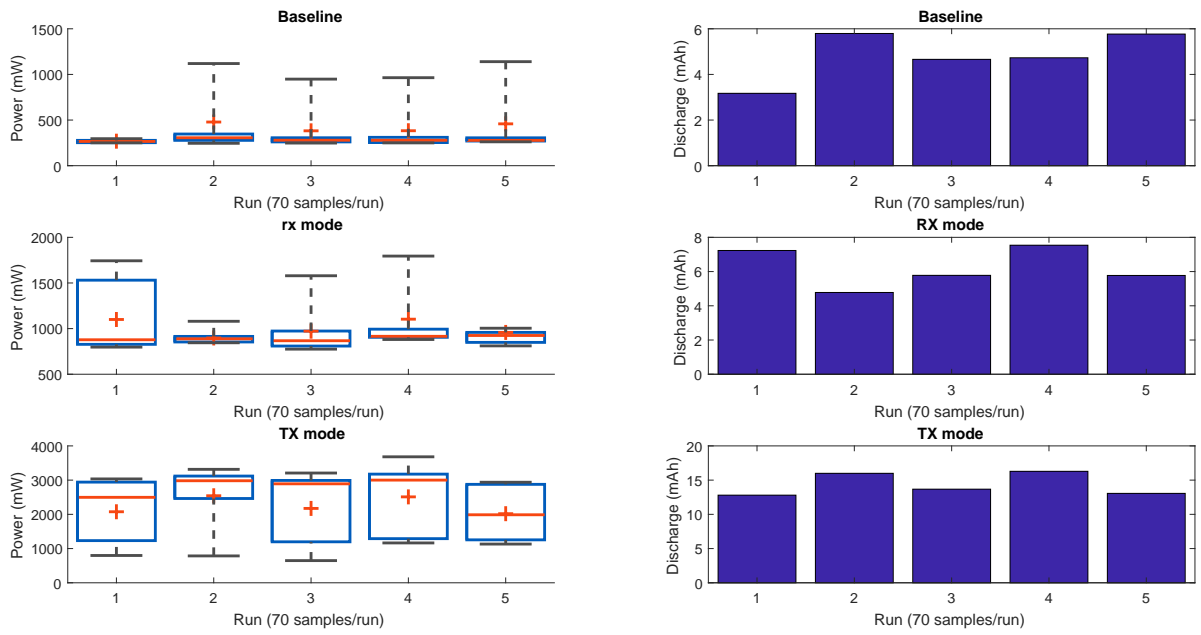 Baseline
Power (mW)
1500
1000
500
0
1 2 3 4 5
Run (70 samples/run)
Baseline
Discharge (mAh)
6
4
2
0
1 2 3 4 5
Run (70 samples/run)
rx mode
Power (mW)
2000
1500
1000
500
1 2 3 4 5
Run (70 samples/run)
RX mode
Discharge (mAh)
8
6
4
2
0
1 2 3 4 5
Run (70 samples/run)
TX mode
Power (mW)
4000
3000
2000
1000
0
1 2 3 4 5
Run (70 samples/run)
TX mode
Discharge (mAh)
20
15
10
5
0
1 2 3 4 5
Run (70 samples/run)